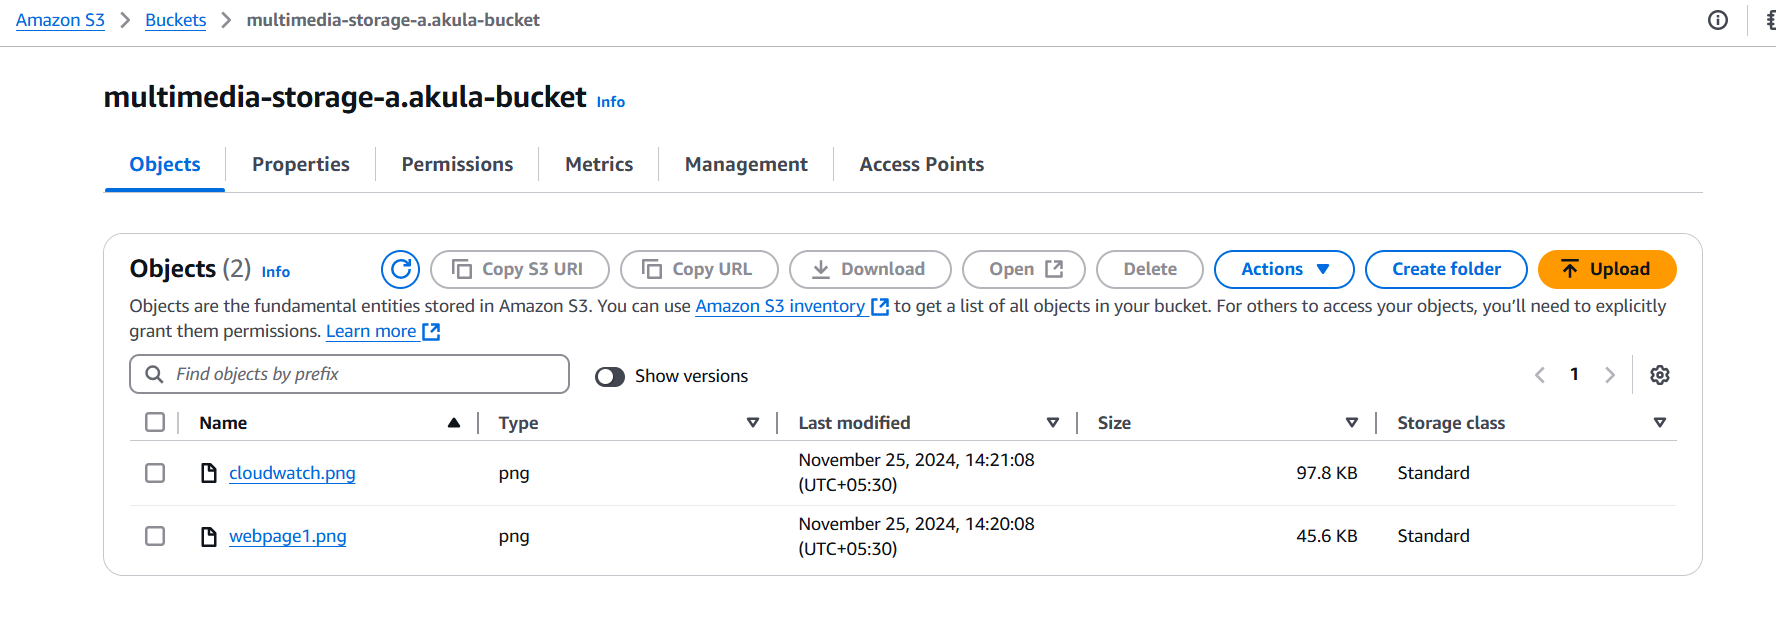 Amazon S3 > Buckets > multimedia-storage-a.akula-bucket
multimedia-storage-a.akula-bucket Info
Objects Properties Permissions Metrics Management Access Points
Objects (2) Info Copy S3 URI Copy URL Download Open Delete Actions Create folder Upload
Objects are the fundamental entities stored in Amazon S3. You can use Amazon S3 inventory to get a list of all objects in your bucket. For others to access your objects, you’ll need to explicitly
grant them permissions. Learn more
Find objects by prefix Show versions < 1 >
Name Type Last modified Size Storage class
cloudwatch.png png November 25, 2024, 14:21:08 97.8 KB Standard
(UTC+05:30)
webpage1.png png November 25, 2024, 14:20:08 45.6 KB Standard
(UTC+05:30)